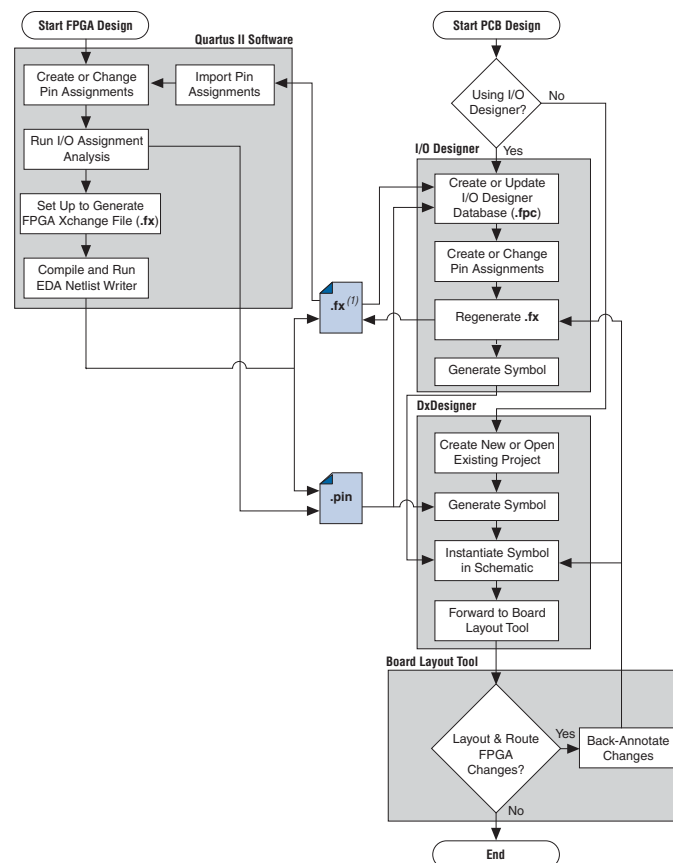 Start FPGA Design
Quartus II Software
Create or Change
Pin Assignments
Import Pin
Assignments
Run I/O Assignment
Analysis
Set Up to Generate
FPGA Xchange File (.fx)
Compile and Run
EDA Netlist Writer
.fx (1)
.pin
Start PCB Design
Using I/O
Designer?
No
Yes
I/O Designer
Create or Update
I/O Designer
Database (.fpc)
Create or Change
Pin Assignments
Regenerate .fx
Generate Symbol
DxDesigner
Create New or Open
Existing Project
Generate Symbol
Instantiate Symbol
in Schematic
Forward to Board
Layout Tool
Board Layout Tool
Layout & Route
FPGA
Changes?
Yes
Back-Annotate
Changes
No
End